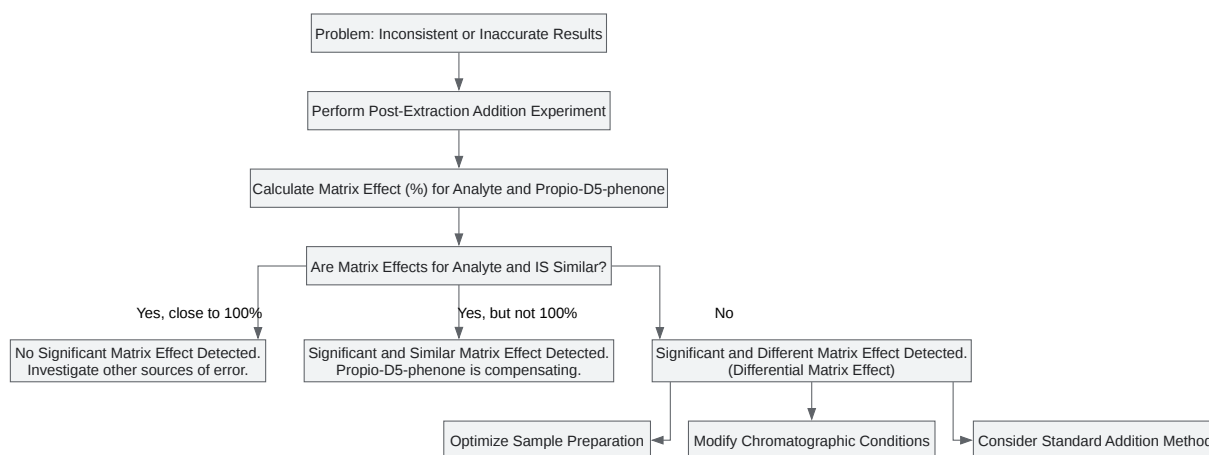 Problem: Inconsistent or Inaccurate Results
Perform Post-Extraction Addition Experiment
Calculate Matrix Effect (%) for Analyte and Propio-D5-phenone
Are Matrix Effects for Analyte and IS Similar?
Yes, close to 100%
Yes, but not 100%
No
No Significant Matrix Effect Detected.
Investigate other sources of error.
Significant and Similar Matrix Effect Detected.
Propio-D5-phenone is compensating.
Significant and Different Matrix Effect Detected.
(Differential Matrix Effect)
Optimize Sample Preparation
Modify Chromatographic Conditions
Consider Standard Addition Method